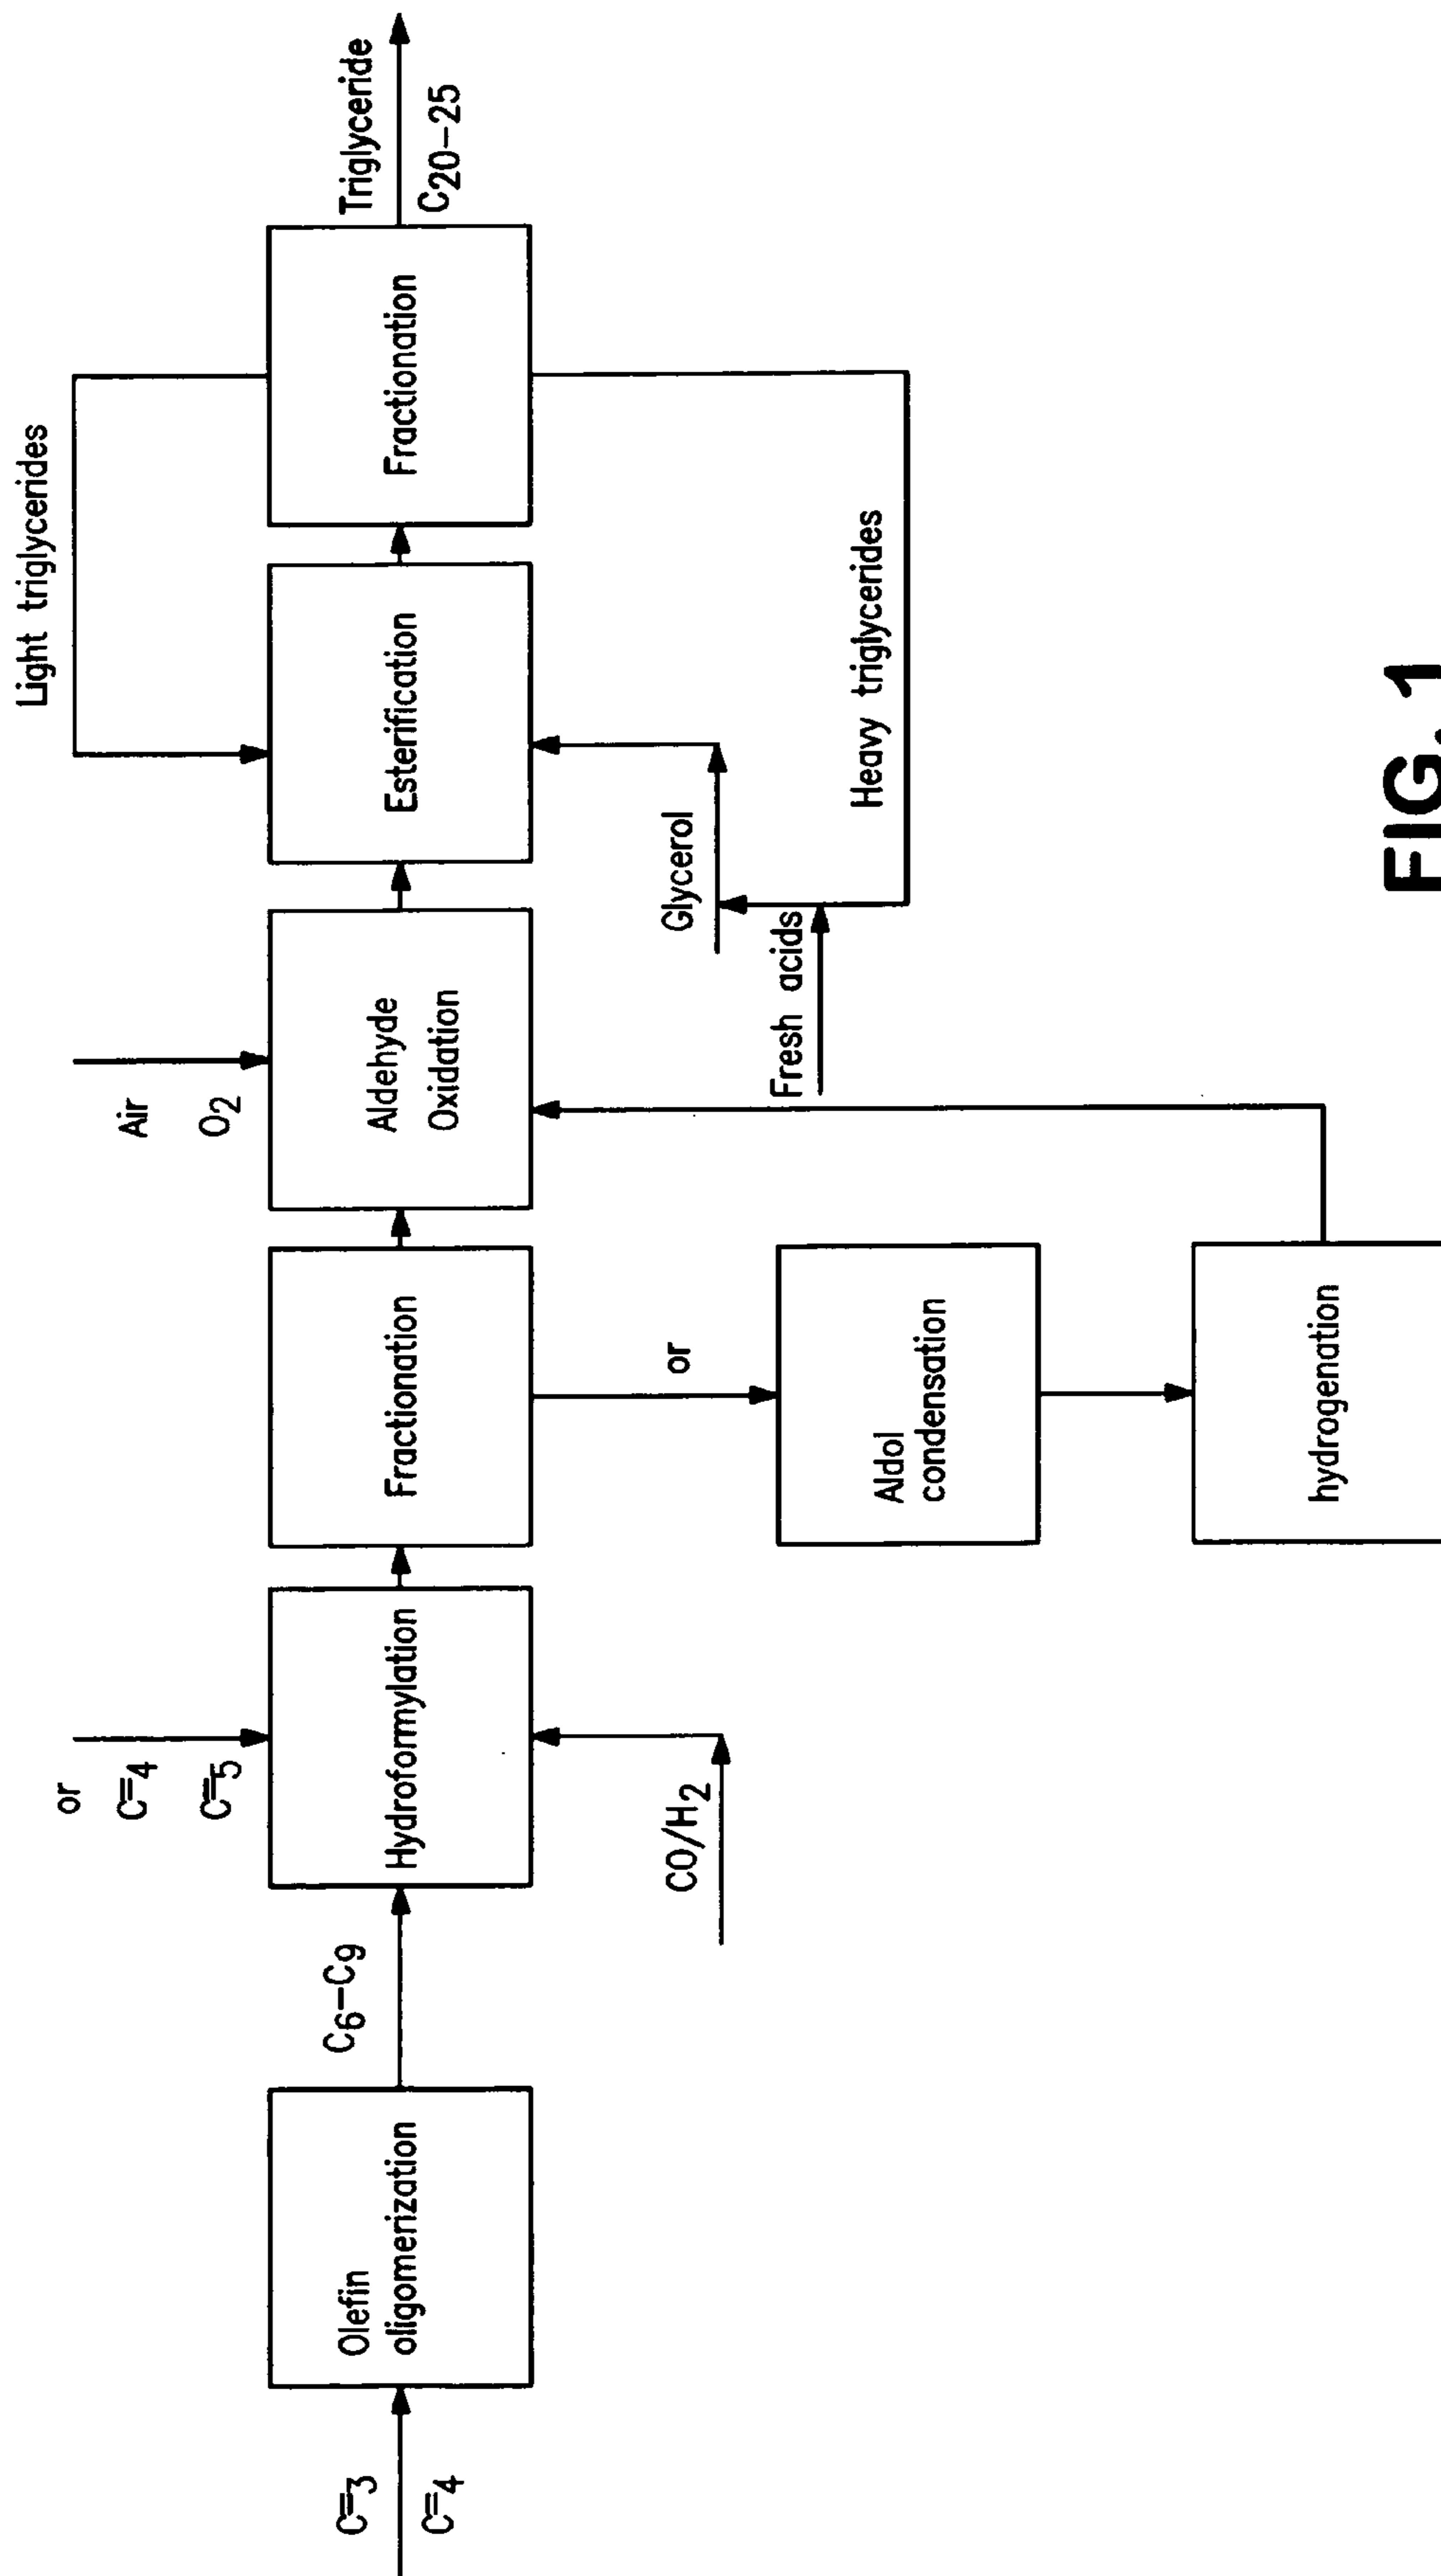 C=3
C=4
Olefin
oligomerization
C6–C9
or
C=4
C=5
CO/H2
Hydroformylation
Fractionation
or
Aldol
condensation
hydrogenation
Air
O2
Aldehyde
Oxidation
Glycerol
Fresh acids
Esterification
Light triglycerides
Heavy triglycerides
Fractionation
Triglyceride
C20–25
FIG. 1